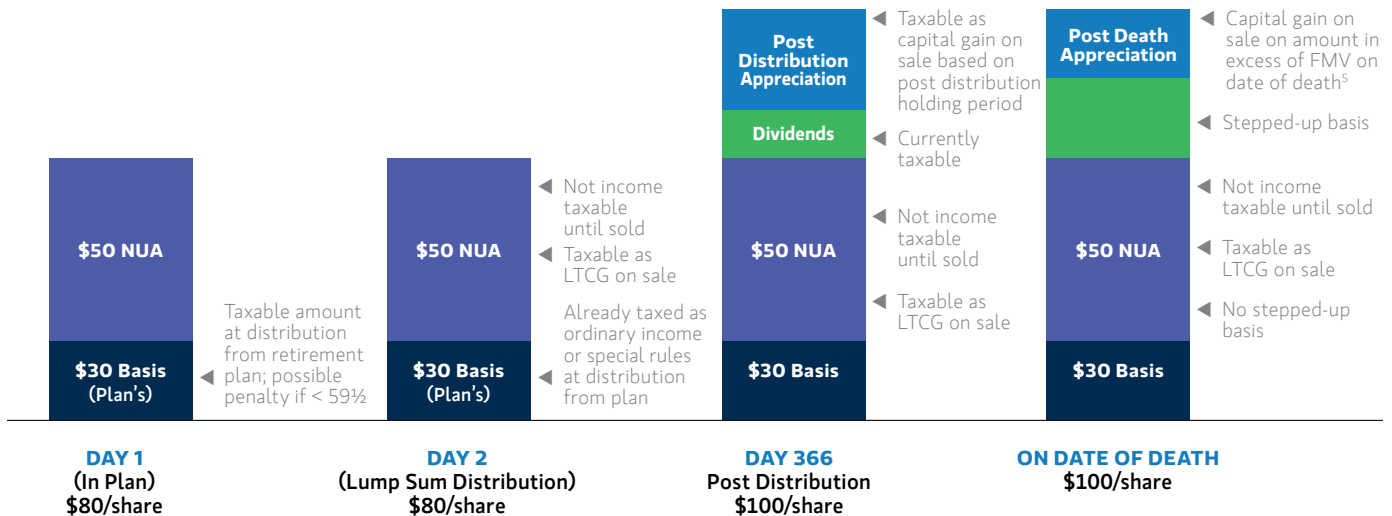 $50 NUA
$30 Basis
(Plan's)
Taxable amount
at distribution
from retirement
plan; possible
penalty if < 59½
DAY 1
(In Plan)
$80/share
$50 NUA
$30 Basis
(Plan's)
Not income
taxable
until sold
Taxable as
LTCG on sale
Already taxed as
ordinary income
or special rules
at distribution
from plan
DAY 2
(Lump Sum Distribution)
$80/share
Post
Distribution
Appreciation
Dividends
$50 NUA
$30 Basis
Taxable as
capital gain on
sale based on
post distribution
holding period
Currently
taxable
Not income
taxable
until sold
Taxable as
LTCG on sale
DAY 366
Post Distribution
$100/share
Post Death
Appreciation
$50 NUA
$30 Basis
Capital gain on
sale on amount in
excess of FMV on
date of death⁵
Stepped-up basis
Not income
taxable until sold
Taxable as
LTCG on sale
No stepped-up
basis
ON DATE OF DEATH
$100/share